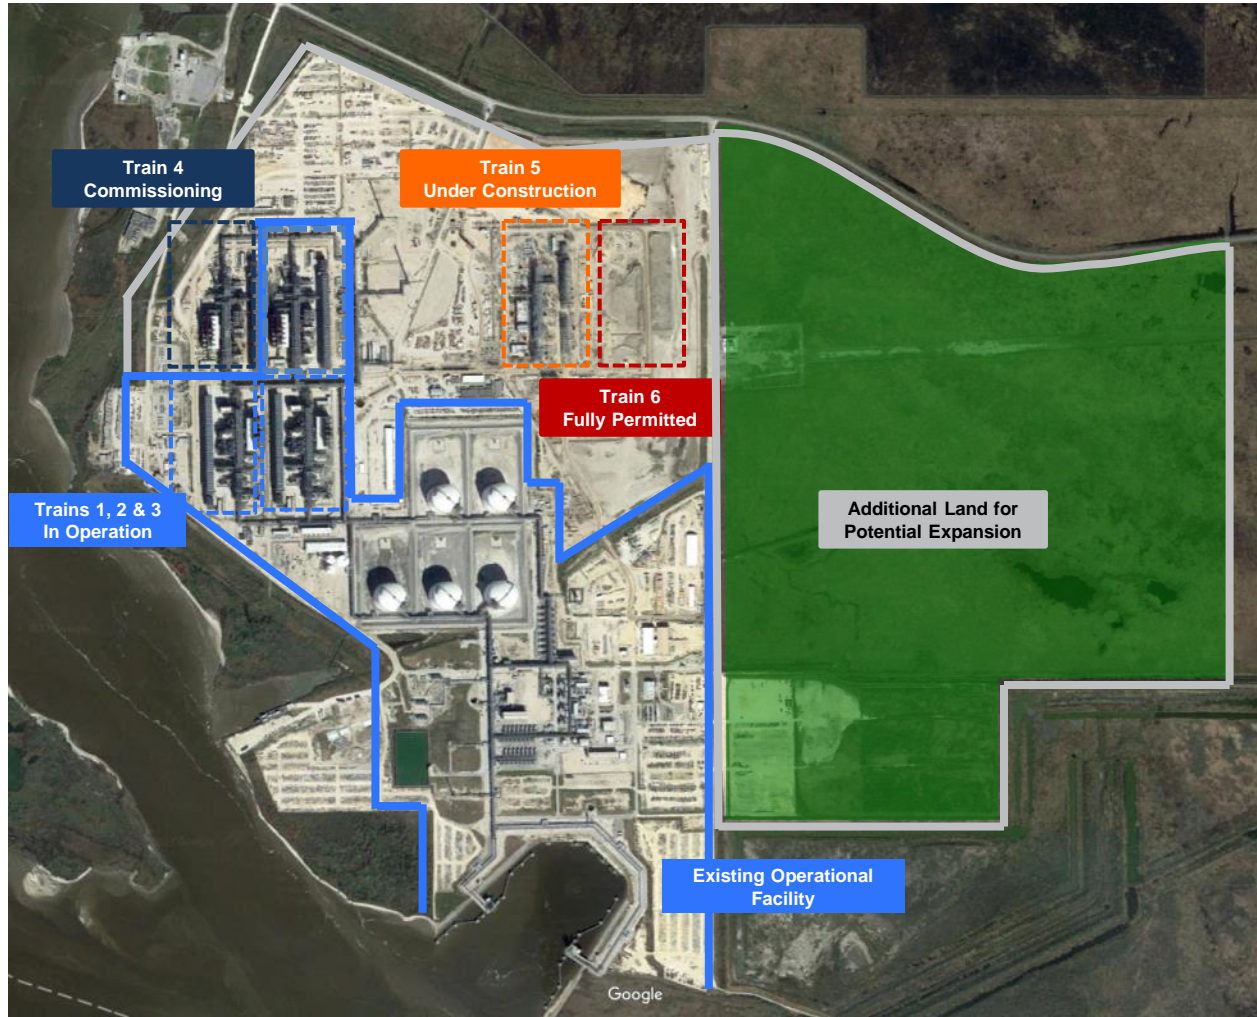 Train 4
Commissioning
Train 5
Under Construction
Train 6
Fully Permitted
Trains 1, 2 & 3
In Operation
Additional Land for
Potential Expansion
Existing Operational
Facility
Google